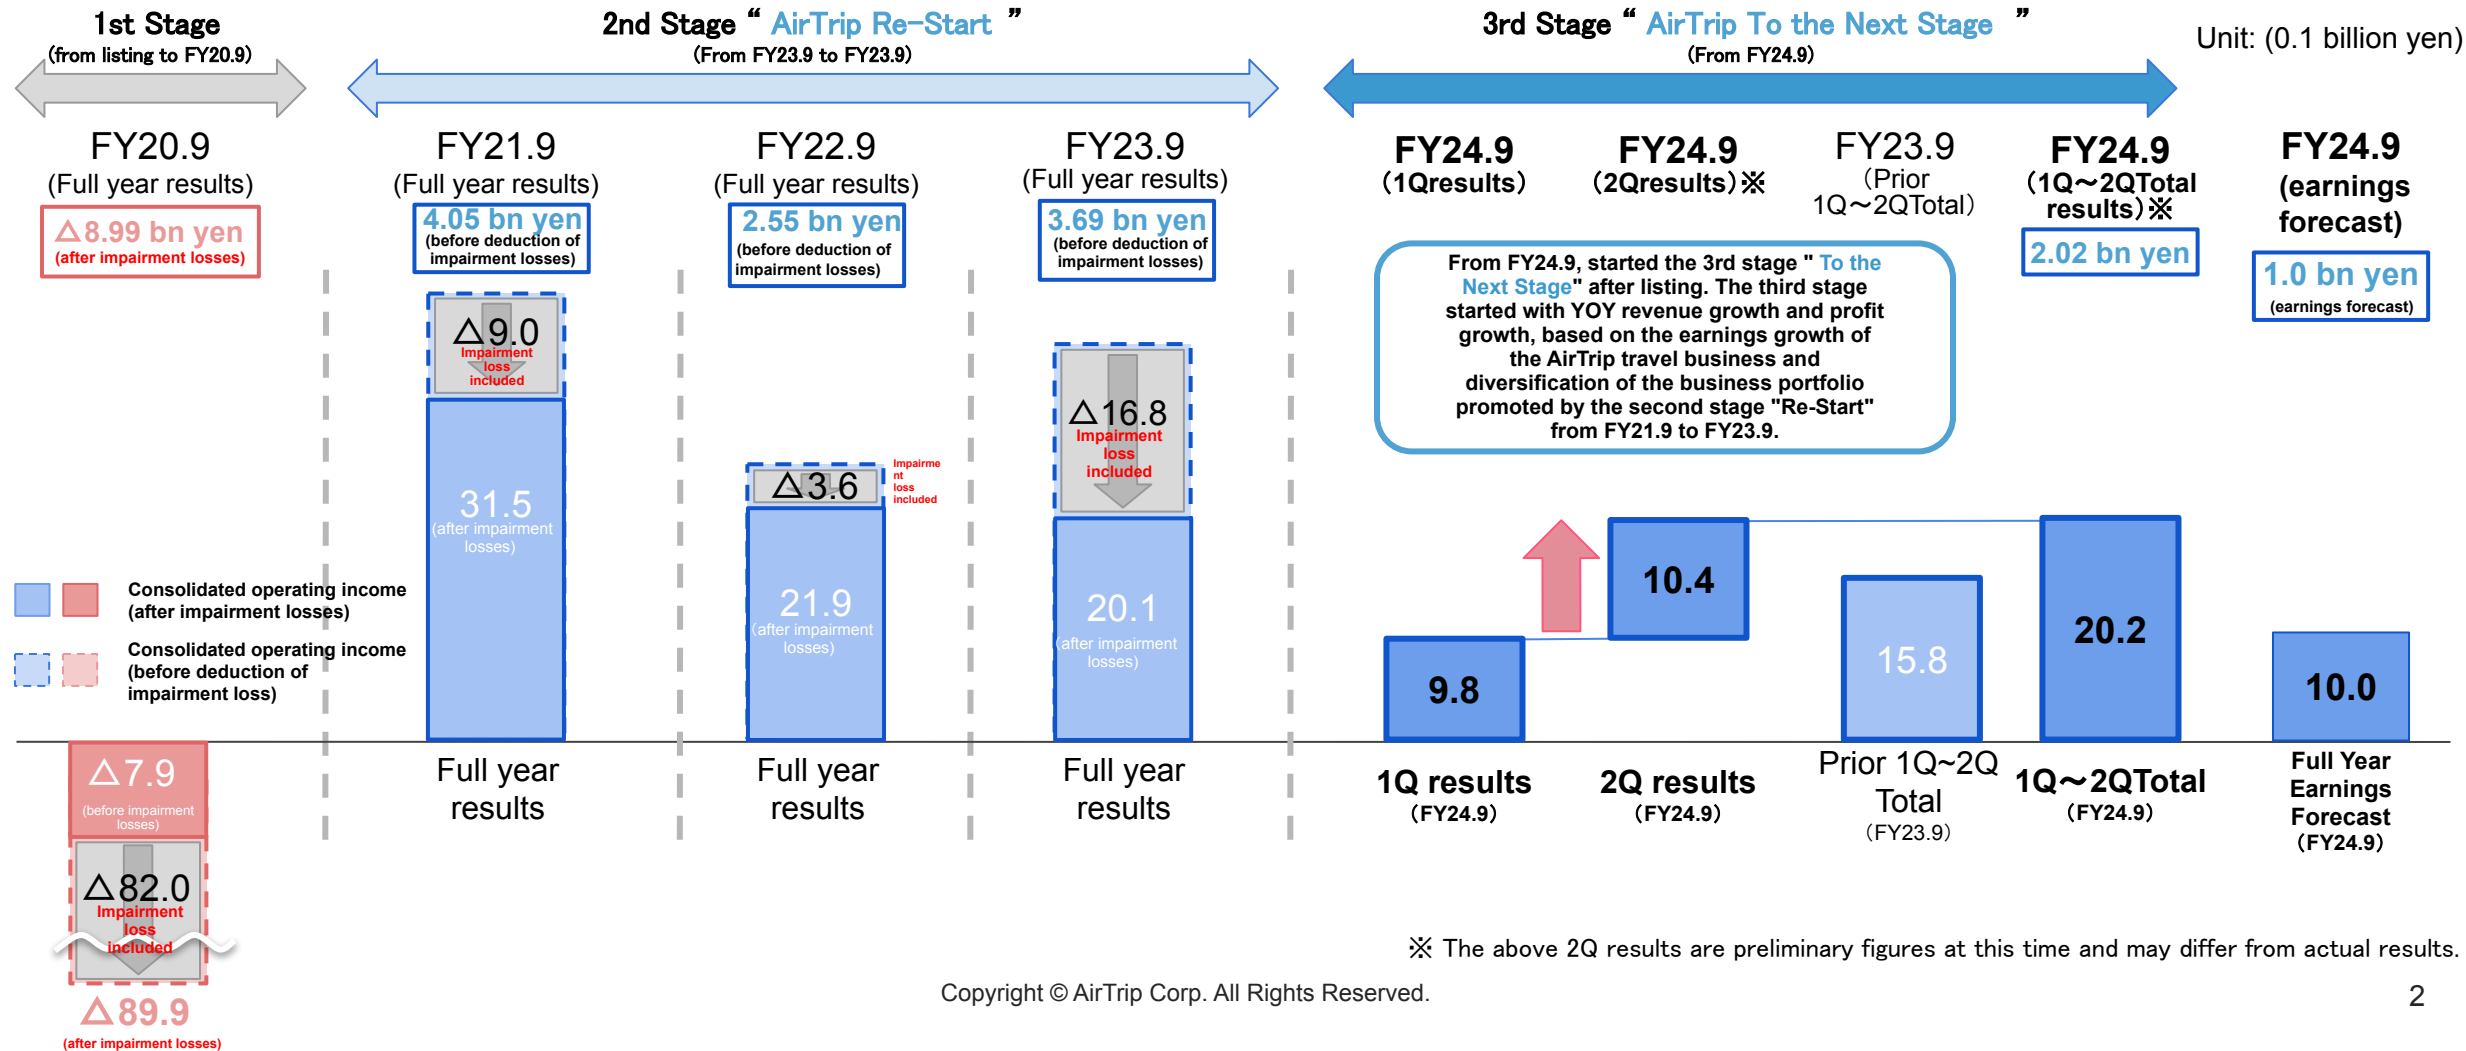 1st Stage
(from listing to FY20.9)
2nd Stage “ AirTrip Re-Start ”
(From FY23.9 to FY23.9)
3rd Stage “ AirTrip To the Next Stage ”
(From FY24.9)
Unit: (0.1 billion yen)
FY20.9
(Full year results)
△8.99 bn yen
(after impairment losses)
FY21.9
(Full year results)
4.05 bn yen
(before deduction of
impairment losses)
FY22.9
(Full year results)
2.55 bn yen
(before deduction of
impairment losses)
FY23.9
(Full year results)
3.69 bn yen
(before deduction of
impairment losses)
FY24.9
(1Qresults)
FY24.9
(2Qresults)※
FY23.9
(Prior
1Q～2QTotal)
FY24.9
(1Q～2QTotal
results)※
2.02 bn yen
FY24.9
(earnings
forecast)
1.0 bn yen
(earnings forecast)
From FY24.9, started the 3rd stage " To the
Next Stage" after listing. The third stage
started with YOY revenue growth and profit
growth, based on the earnings growth of
the AirTrip travel business and
diversification of the business portfolio
promoted by the second stage "Re-Start"
from FY21.9 to FY23.9.
△9.0
Impairment
loss
included
31.5
(after impairment
losses)
△3.6
Impairme
nt
loss
included
21.9
(after impairment
losses)
△16.8
Impairment
loss
included
20.1
(after impairment
losses)
9.8
10.4
15.8
20.2
10.0
Consolidated operating income
(after impairment losses)
Consolidated operating income
(before deduction of
impairment loss)
△7.9
(before impairment
losses)
△82.0
Impairment
loss
included
△89.9
(after impairment losses)
Full year
results
Full year
results
Full year
results
1Q results
(FY24.9)
2Q results
(FY24.9)
Prior 1Q~2Q
Total
(FY23.9)
1Q～2QTotal
(FY24.9)
Full Year
Earnings
Forecast
(FY24.9)
※ The above 2Q results are preliminary figures at this time and may differ from actual results.
Copyright © AirTrip Corp. All Rights Reserved.
2